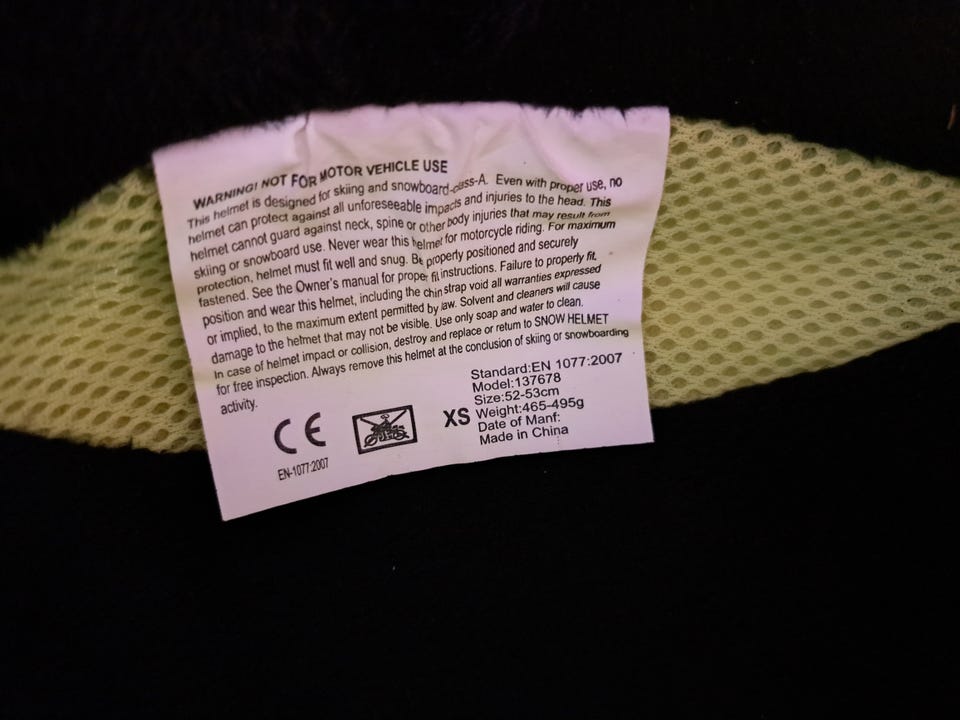 WARNING! NOT FOR MOTOR VEHICLE USE
This helmet is designed for skiing and snowboard-class-A. Even with proper use, no
helmet can protect against all unforeseeable impacts and injuries to the head. This
helmet cannot guard against neck, spine or other body injuries that may result from
skiing or snowboard use. Never wear this helmet for motorcycle riding. For maximum
protection, helmet must fit well and snug. Be properly positioned and securely
fastened. See the Owner's manual for proper fit instructions. Failure to properly fit,
position and wear this helmet, including the chin strap void all warranties expressed
or implied, to the maximum extent permitted by law. Solvent and cleaners will cause
damage to the helmet that may not be visible. Use only soap and water to clean.
In case of helmet impact or collision, destroy and replace or return to SNOW HELMET
for free inspection. Always remove this helmet at the conclusion of skiing or snowboarding
activity.
CE
EN-1077:2007
XS
Standard:EN 1077:2007
Model:137678
Size:52-53cm
Weight:465-495g
Date of Manf:
Made in China